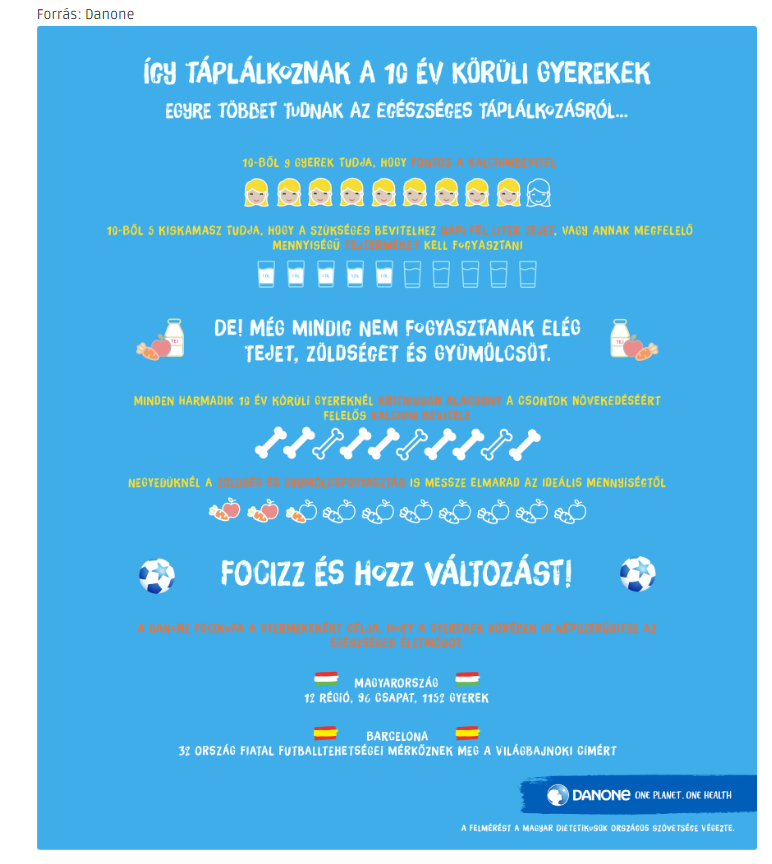 Forrás: Danone
ÍGY TÁPLÁLKOZNAK A 10 ÉV KÖRÜLI GYEREKEK
EGYRE TÖBBET TUDNAK AZ EGÉSZSÉGES TÁPLÁLKOZÁSRÓL...
10-BŐL 9 GYEREK TUDJA, HOGY FONTOS A KALCIUMBEVITEL
10-BŐL 5 KISKAMASZ TUDJA, HOGY A SZÜKSÉGES BEVITELHEZ NAPI FÉL LITER TEJET, VAGY ANNAK MEGFELELŐ
MENNYISÉGŰ TEJTERMÉKET KELL FOGYASZTANI
DE! MÉG MINDIG NEM FOGYASZTANAK ELÉG
TEJET, ZÖLDSÉGET ÉS GYÜMÖLCSÖT.
TEJ
TEJ
MINDEN HARMADIK 10 ÉV KÖRÜLI GYEREKNÉL KRITIKUSAN ALACSONY A CSONTOK NÖVEKEDÉSÉÉRT
FELELŐS KALCIUM BEVITELE
NEGYEDÜKNÉL A ZÖLDSÉG ÉS GYÜMÖLCSFOGYASZTÁS IS MESSZE ELMARAD AZ IDEÁLIS MENNYISÉGTŐL
FOCIZZ ÉS HOZZ VÁLTOZÁST!
A DANONE FOCIKUPA A GYERMEKEKÉRT CÉLJA, HOGY A GYEREKEK KÖRÉBEN IS NÉPSZERŰSÍTSE AZ
EGÉSZSÉGES ÉLETMÓDOT.
MAGYARORSZÁG
12 RÉGIÓ, 96 CSAPAT, 1152 GYEREK
BARCELONA
32 ORSZÁG FIATAL FUTBALLTEHETSÉGEI MÉRKŐZNEK MEG A VILÁGBAJNOKI CÍMÉRT
DANONE ONE PLANET. ONE HEALTH
A FELMÉRÉST A MAGYAR DIETETIKUSOK ORSZÁGOS SZÖVETSÉGE VÉGEZTE.